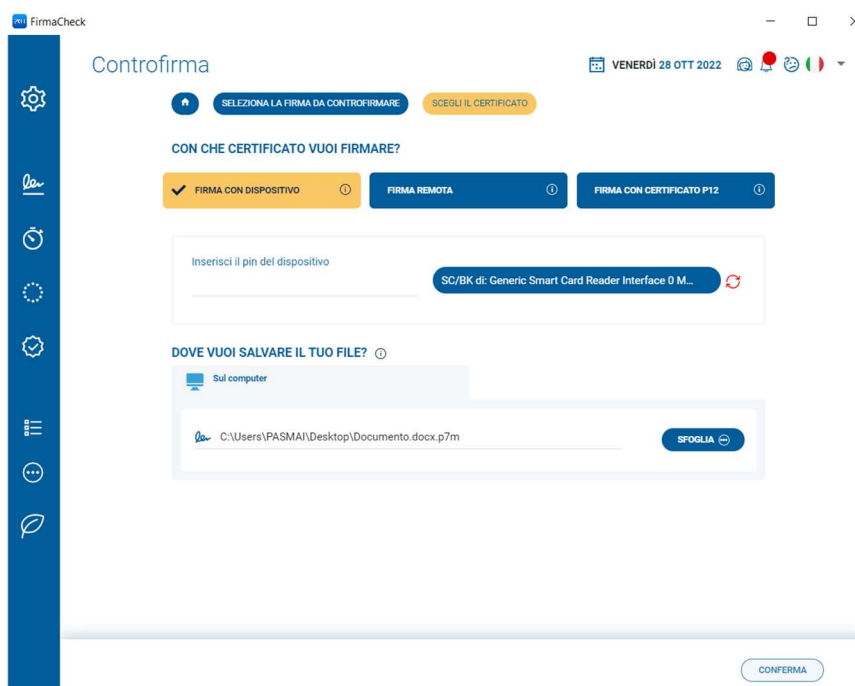 FirmaCheck
Controfirma
VENERDÌ 28 OTT 2022
SELEZIONA LA FIRMA DA CONTROFIRMARE
SCEGLI IL CERTIFICATO
CON CHE CERTIFICATO VUOI FIRMARE?
FIRMA CON DISPOSITIVO
FIRMA REMOTA
FIRMA CON CERTIFICATO P12
Inserisci il pin del dispositivo
SC/BK di: Generic Smart Card Reader Interface 0 M...
DOVE VUOI SALVARE IL TUO FILE?
Sul computer
C:\Users\PASMAI\Desktop\Documento.docx.p7m
SFOGLIA
CONFERMA